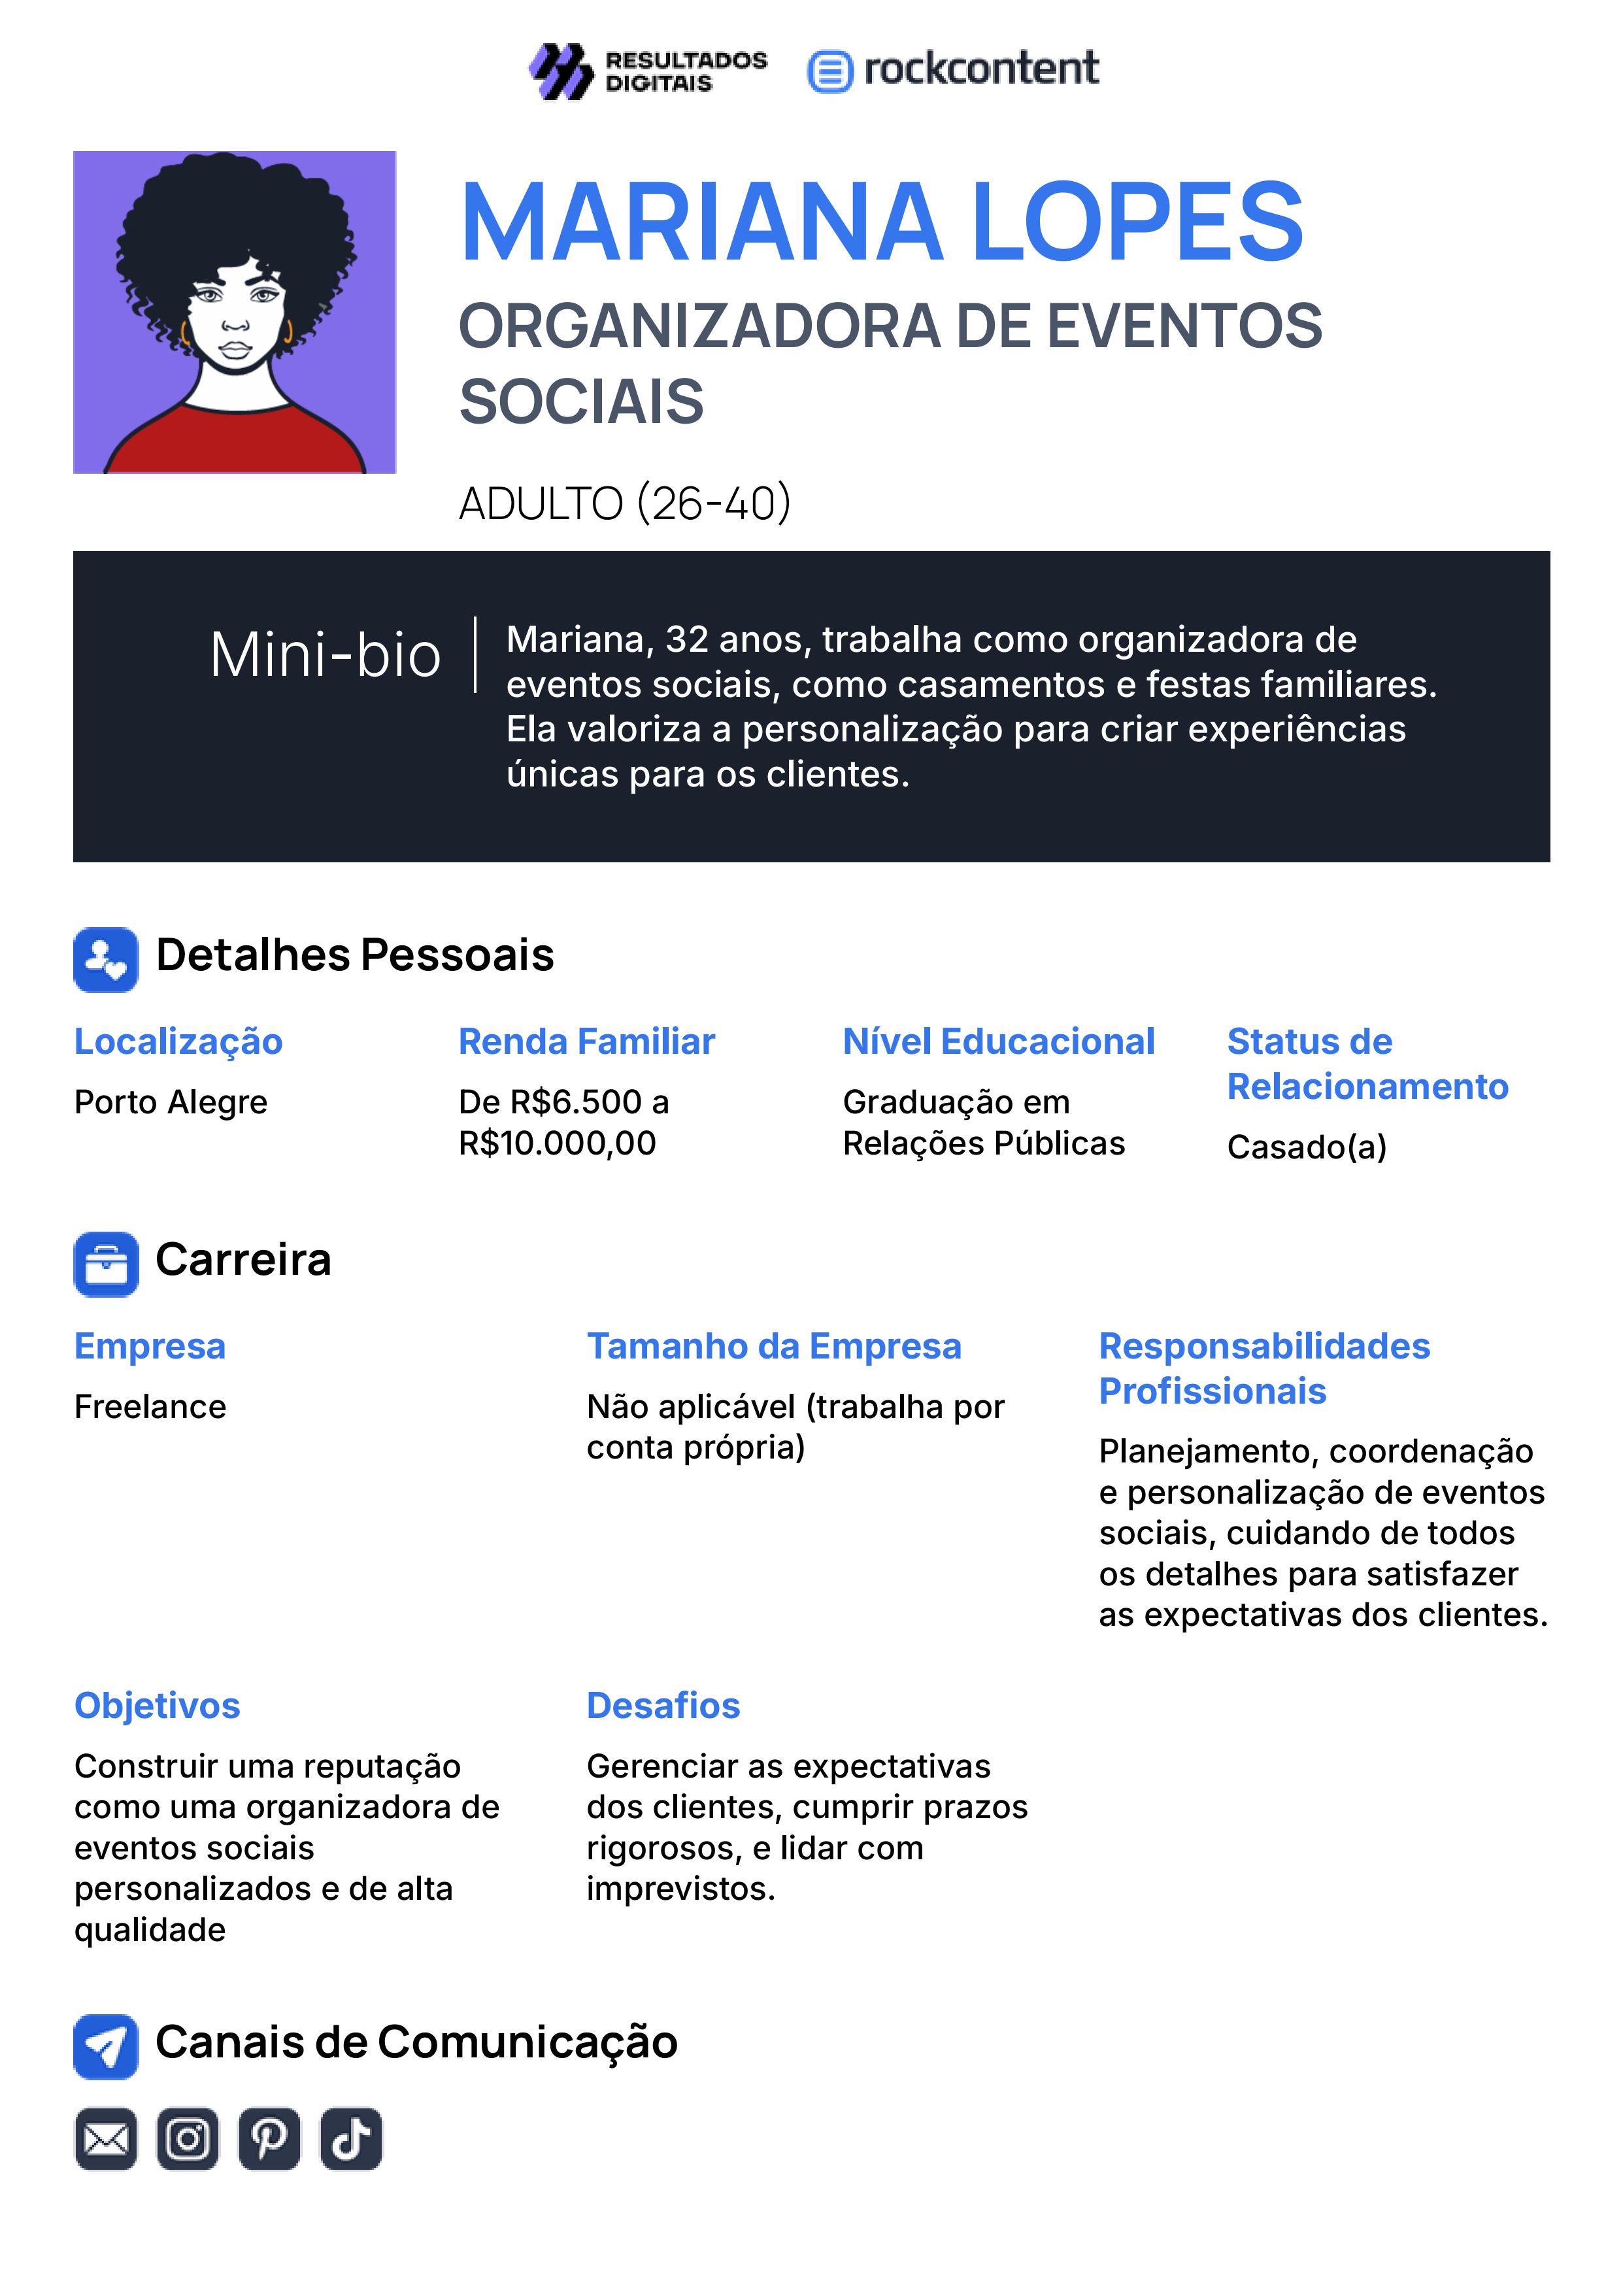 RESULTADOS
DIGITAIS
rockcontent
MARIANA LOPES
ORGANIZADORA DE EVENTOS
SOCIAIS
ADULTO (26-40)
Mini-bio
Mariana, 32 anos, trabalha como organizadora de
eventos sociais, como casamentos e festas familiares.
Ela valoriza a personalização para criar experiências
únicas para os clientes.
Detalhes Pessoais
Localização
Porto Alegre
Renda Familiar
De R$6.500 a
R$10.000,00
Nível Educacional
Graduação em
Relações Públicas
Status de
Relacionamento
Casado(a)
Carreira
Empresa
Freelance
Tamanho da Empresa
Não aplicável (trabalha por
conta própria)
Responsabilidades
Profissionais
Planejamento, coordenação
e personalização de eventos
sociais, cuidando de todos
os detalhes para satisfazer
as expectativas dos clientes.
Objetivos
Construir uma reputação
como uma organizadora de
eventos sociais
personalizados e de alta
qualidade
Desafios
Gerenciar as expectativas
dos clientes, cumprir prazos
rigorosos, e lidar com
imprevistos.
Canais de Comunicação